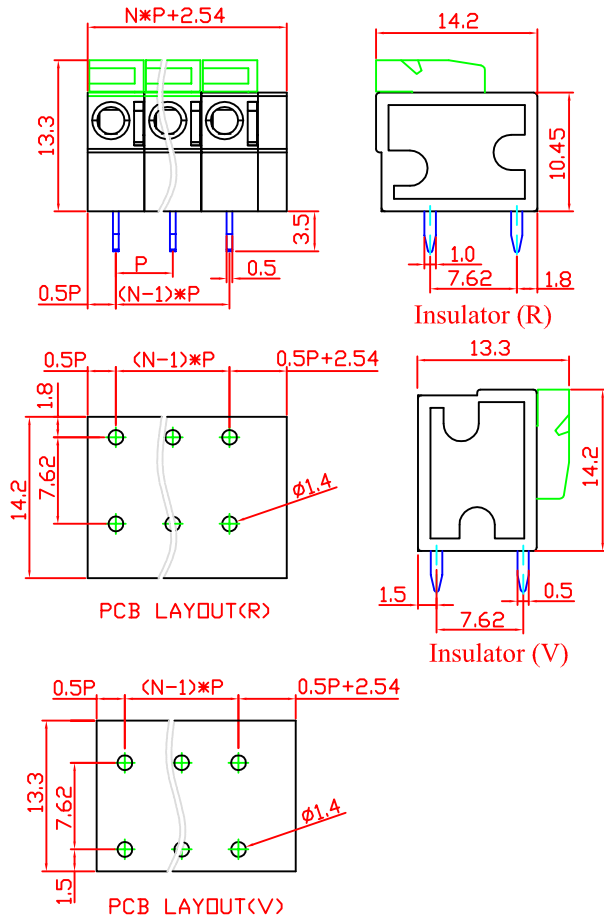 N*P+2.54
13.3
3.5
P
0.5
0.5P
(N-1)*P
14.2
10.45
1.0
7.62
1.8
Insulator (R)
0.5P
(N-1)*P
0.5P+2.54
1.8
7.62
14.2
ø1.4
PCB LAYOUT(R)
13.3
14.2
1.5
0.5
7.62
Insulator (V)
0.5P
(N-1)*P
0.5P+2.54
13.3
7.62
1.5
ø1.4
PCB LAYOUT(V)